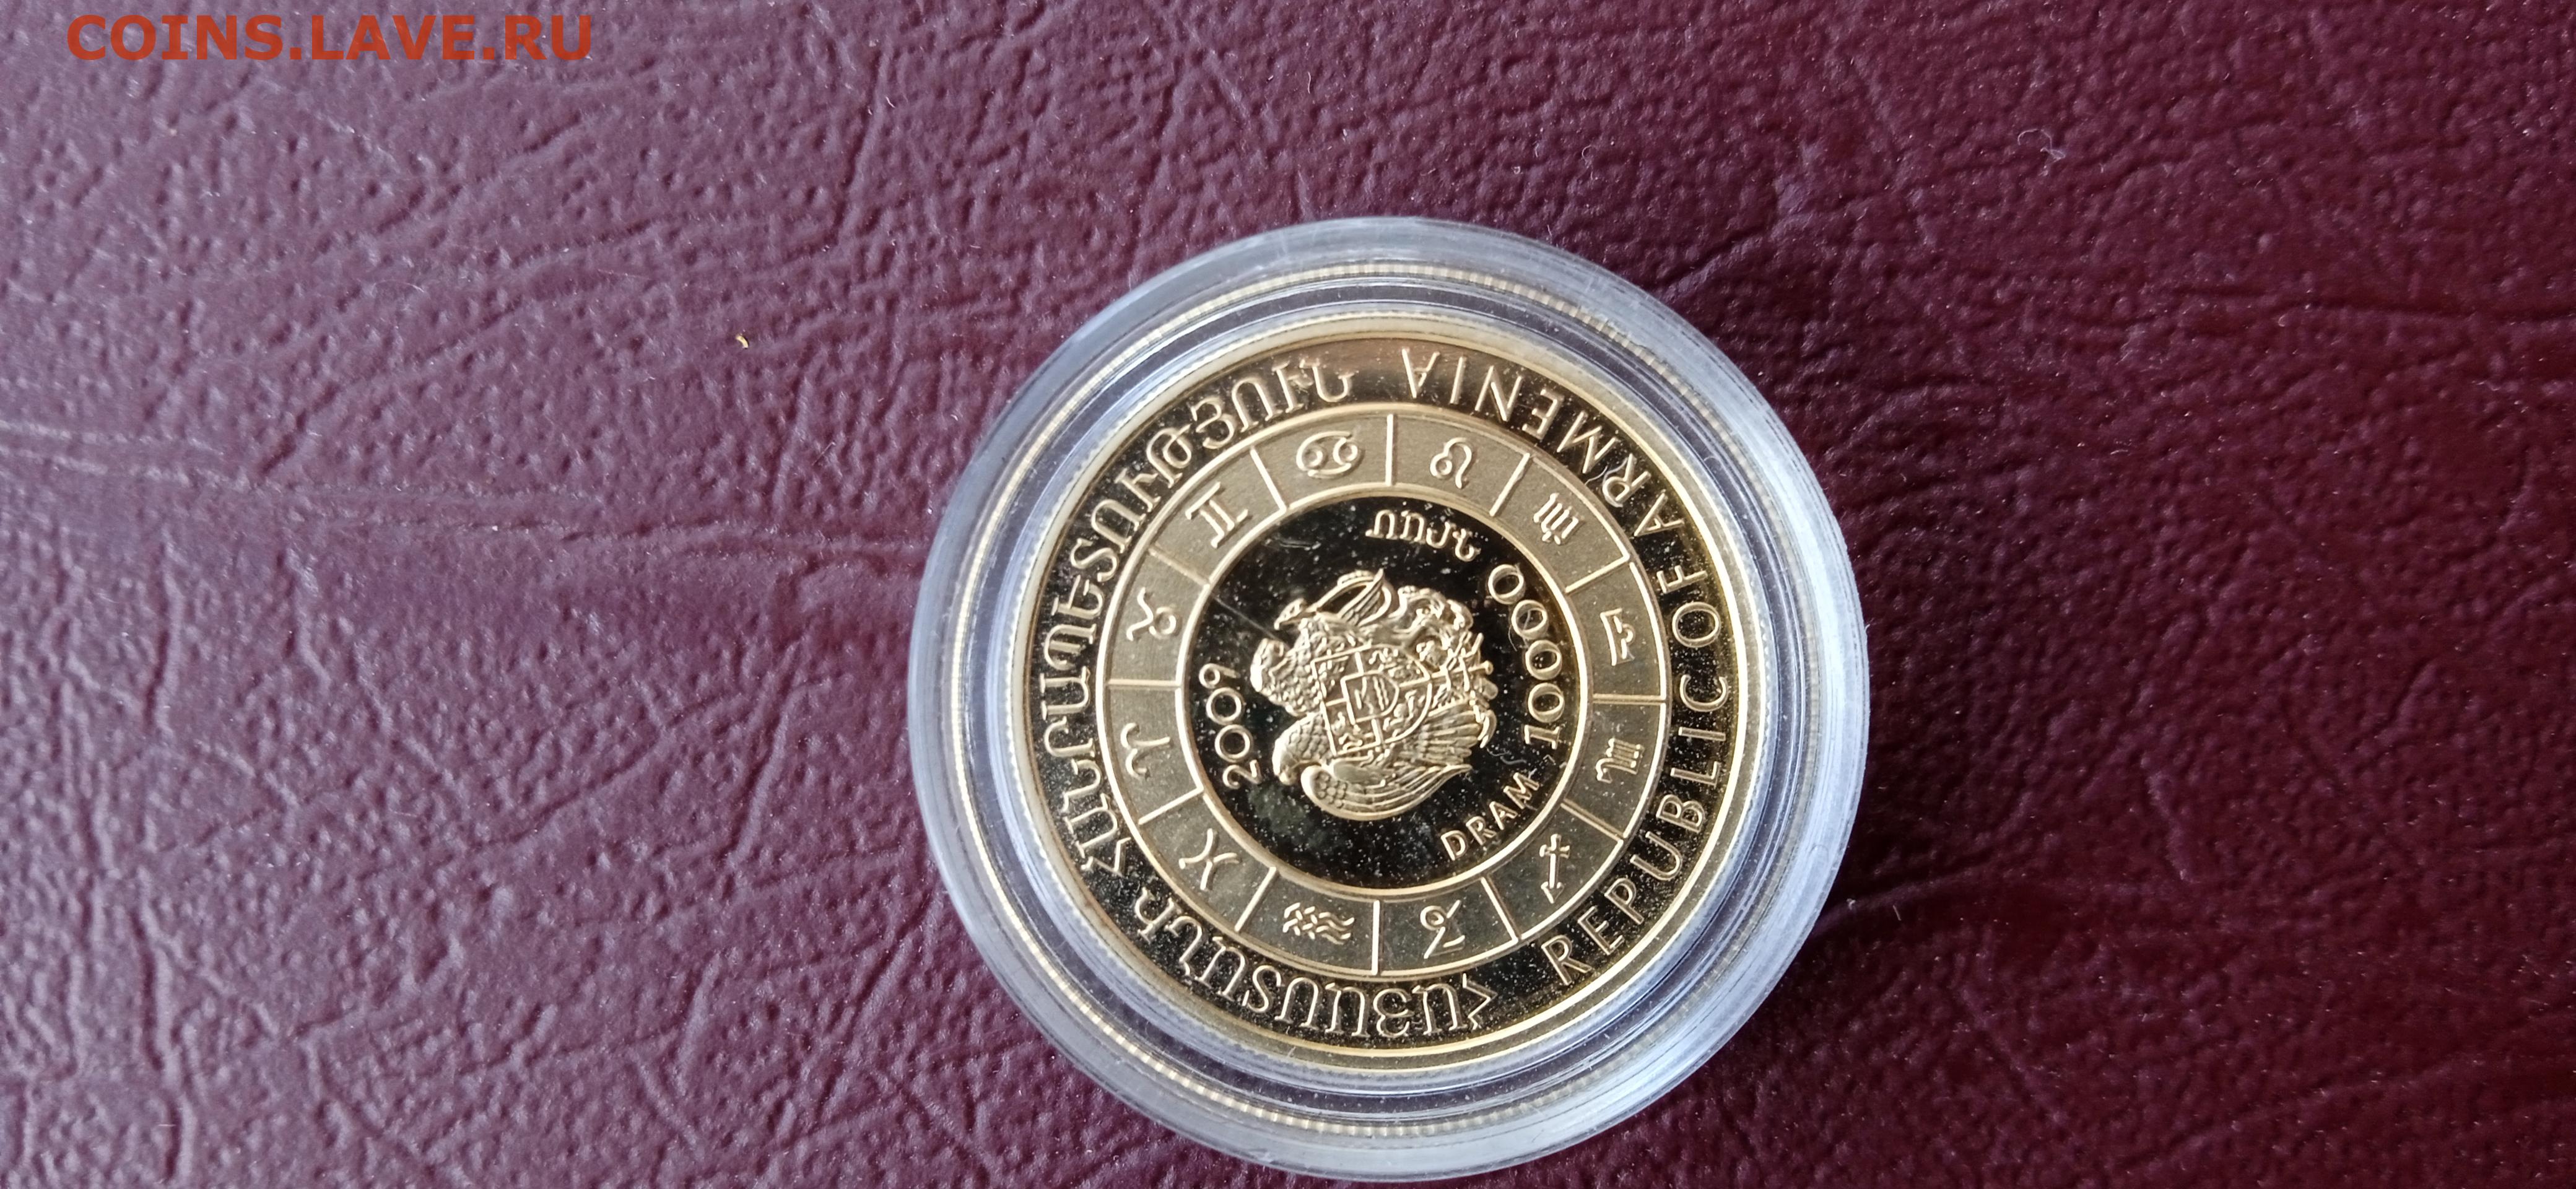 COINS.LAVE.RU
ՀԱՅԱՍՏԱՆԻ ՀԱՆՐԱՊԵՏՈՒԹՅՈՒՆ
REPUBLIC OF ARMENIA
2009
10000
ԴՐԱՄ
DRAM